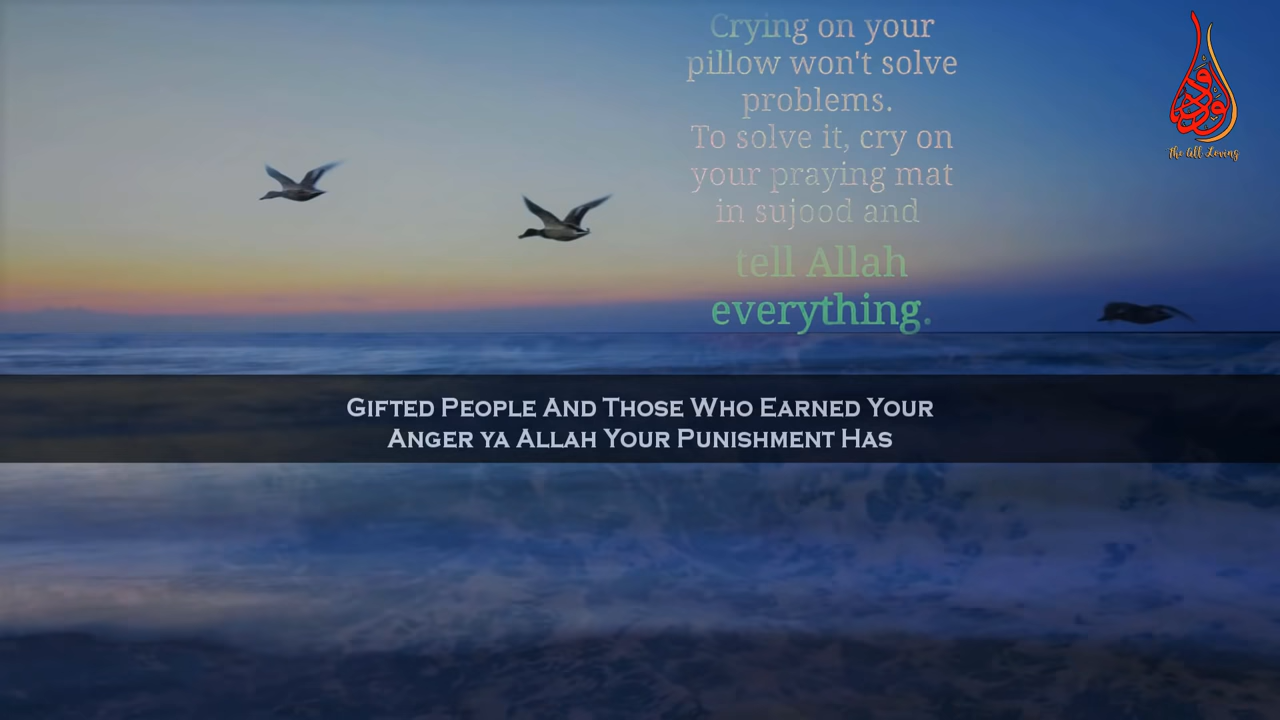 Crying on your
pillow won't solve
problems.
To solve it, cry on
your praying mat
in sujood and
tell Allah
everything.
The All Loving
GIFTED PEOPLE AND THOSE WHO EARNED YOUR
ANGER YA ALLAH YOUR PUNISHMENT HAS